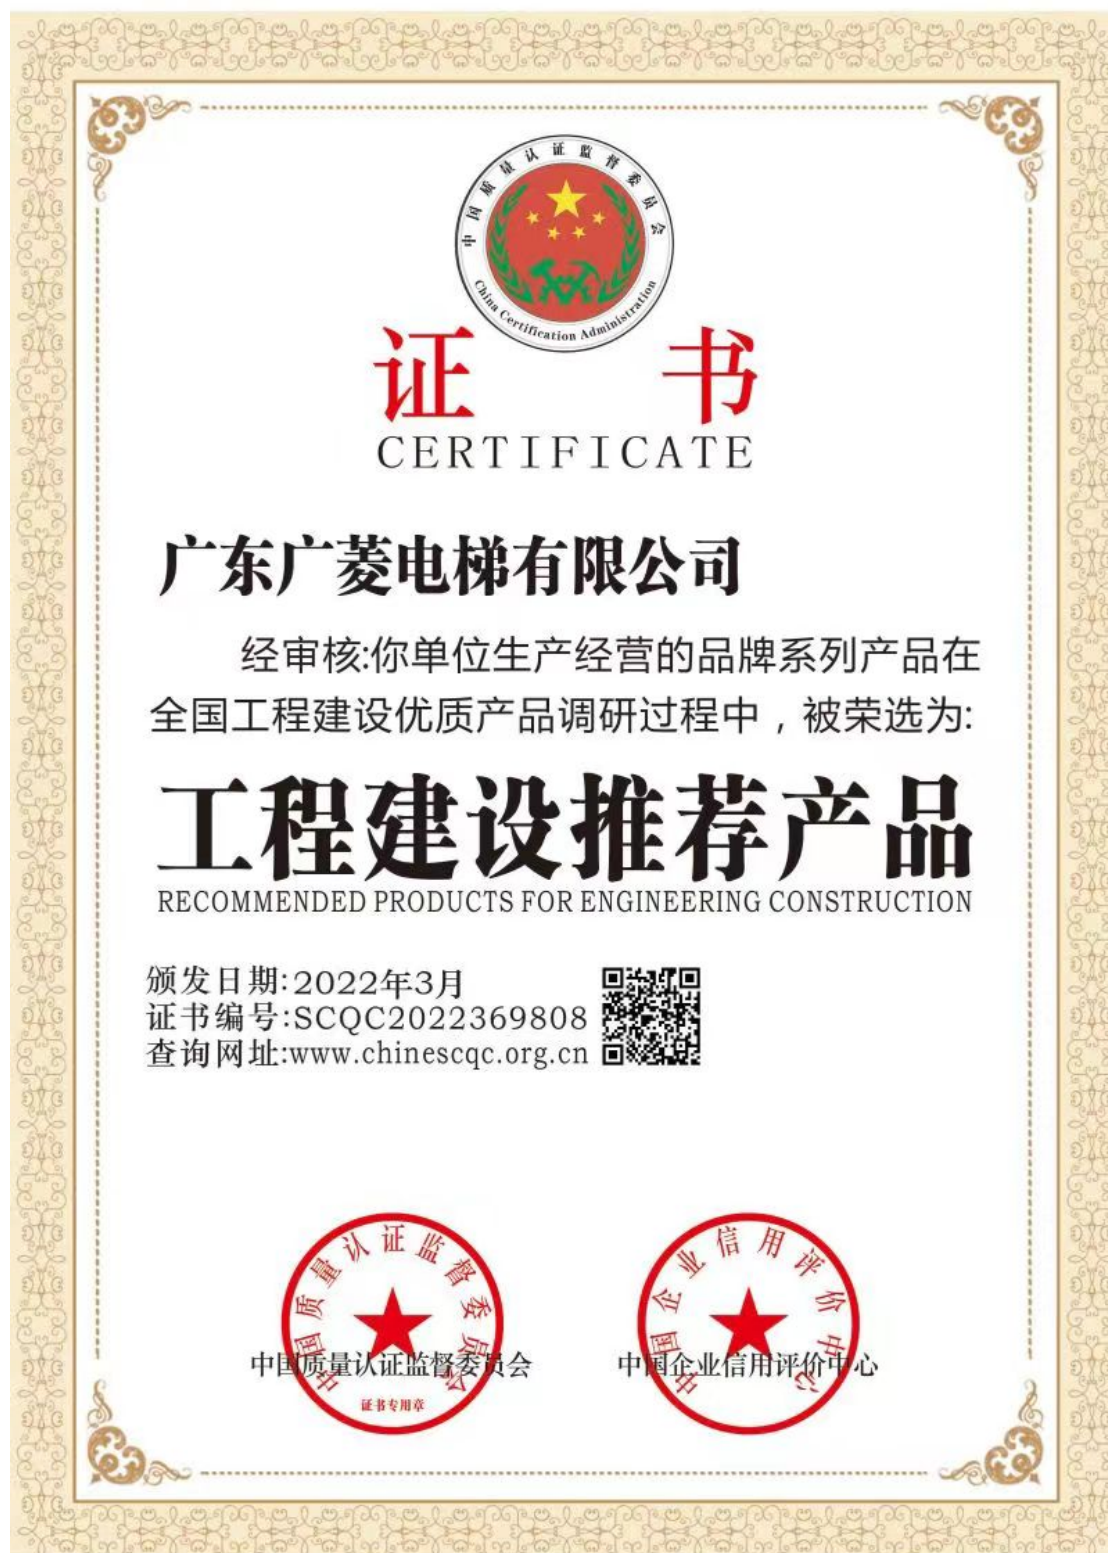 中国质量认证监督委员会
China Certification Administration
证书
CERTIFICATE
广东广菱电梯有限公司
经审核:你单位生产经营的品牌系列产品在
全国工程建设优质产品调研过程中，被荣选为:
工程建设推荐产品
RECOMMENDED PRODUCTS FOR ENGINEERING CONSTRUCTION
颁发日期:2022年3月
证书编号:SCQC2022369808
查询网址:www.chinescqc.org.cn
中国质量认证监督委员会
中国质量认证监督委员会
证书专用章
中国企业信用评价中心
中国企业信用评价中心